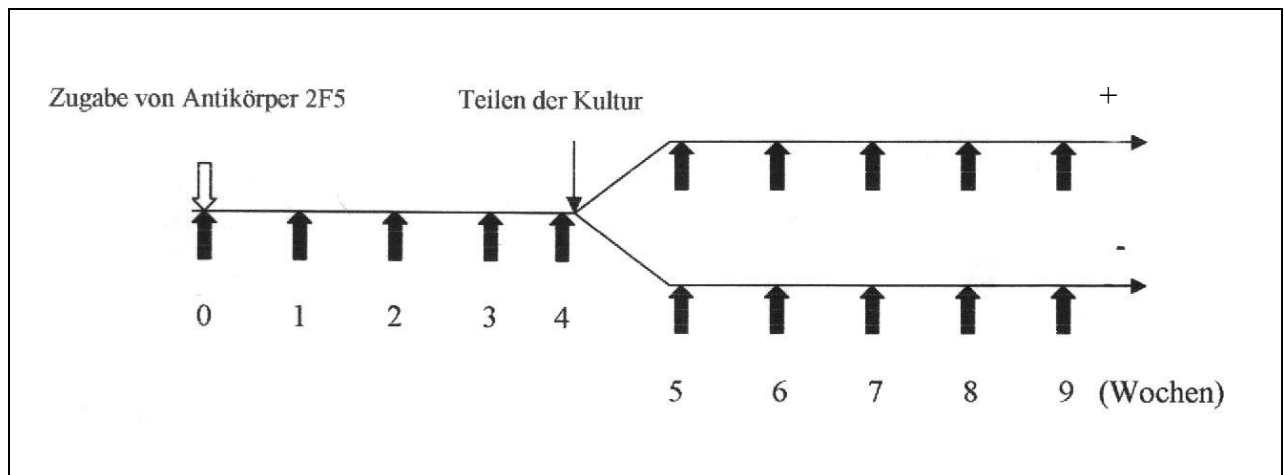 Zugabe von Antikörper 2F5 Teilen der Kultur +
-
0 1 2 3 4
5 6 7 8 9 (Wochen)